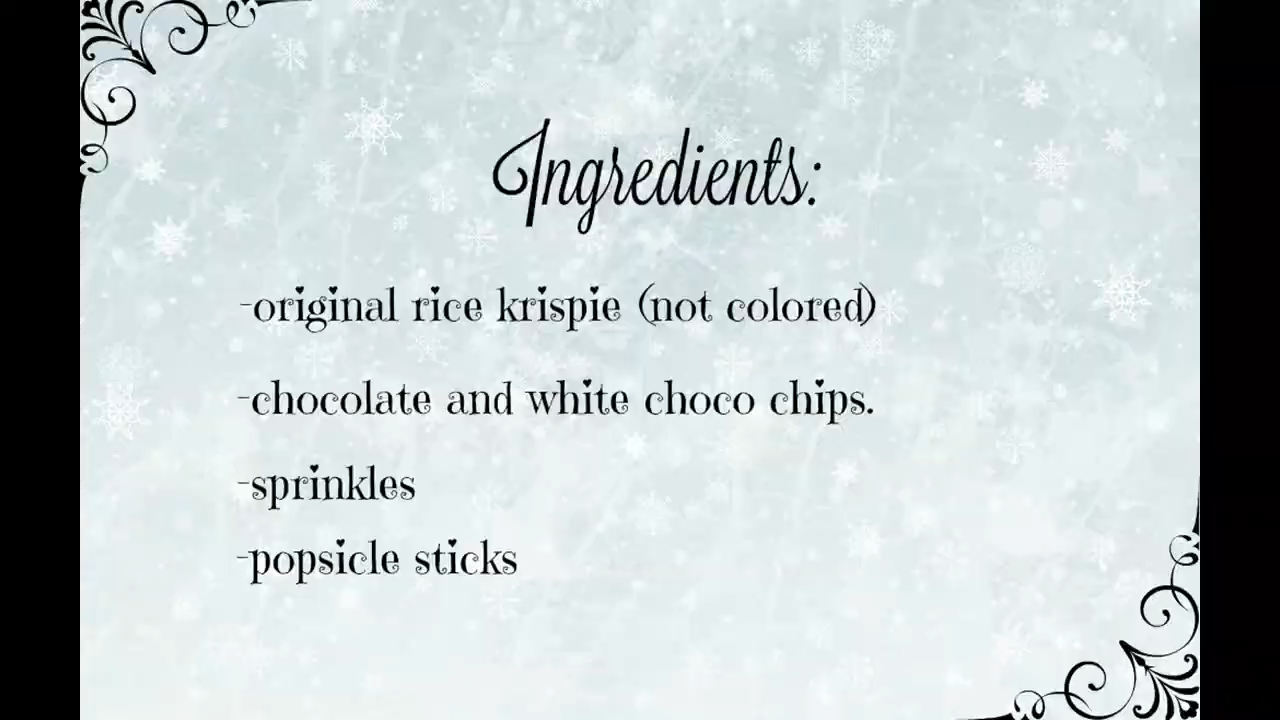 Ingredients:
-original rice krispie (not colored)
-chocolate and white choco chips.
-sprinkles
-popsicle sticks